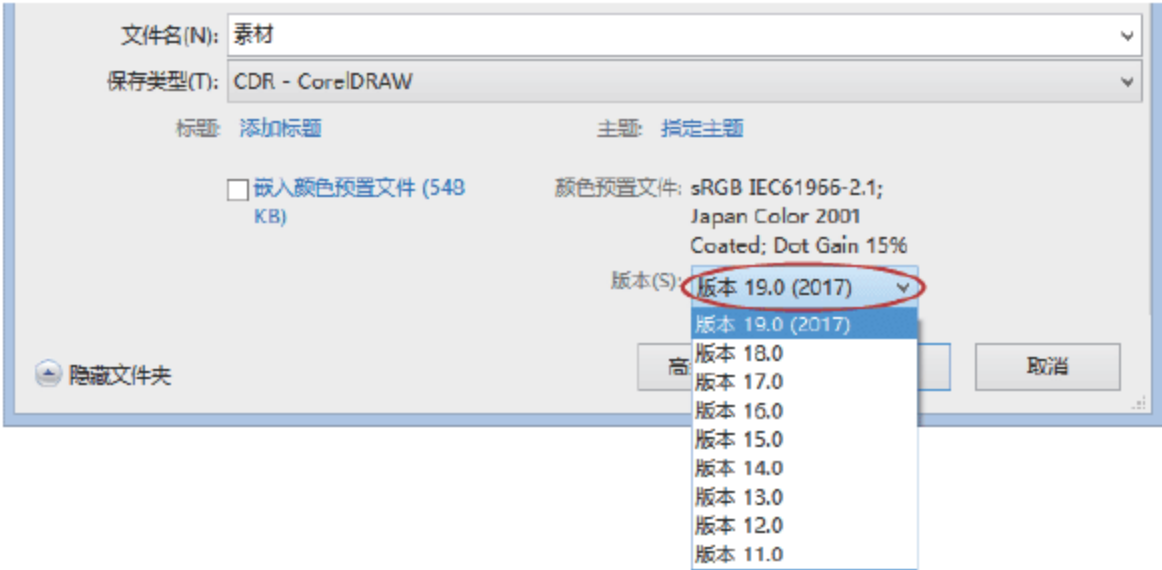 文件名(N): 素材
保存类型(T): CDR - CorelDRAW
标题: 添加标题 主题: 指定主题
嵌入颜色预置文件 (548 KB)
颜色预置文件: sRGB IEC61966-2.1;
Japan Color 2001
Coated; Dot Gain 15%
版本(S): 版本 19.0 (2017)
版本 19.0 (2017)
版本 18.0
版本 17.0
版本 16.0
版本 15.0
版本 14.0
版本 13.0
版本 12.0
版本 11.0
隐藏文件夹 高 取消